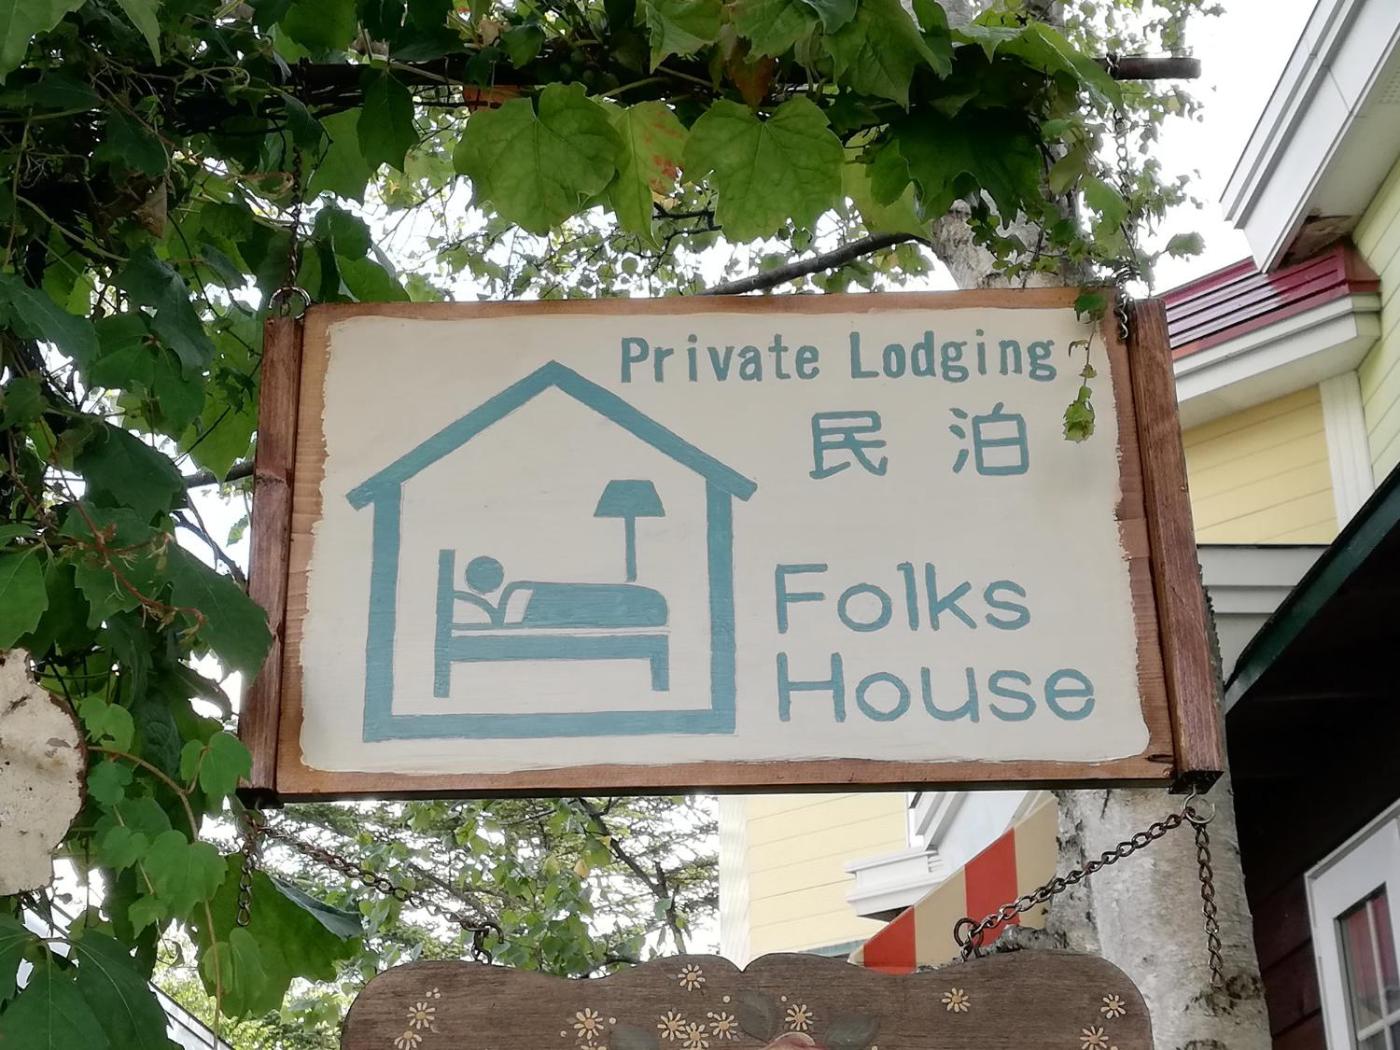 Private Lodging
民泊
Folks
House